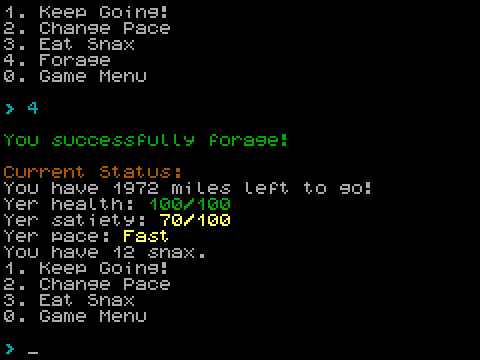 1. Keep Going!
2. Change Pace
3. Eat Snax
4. Forage
0. Game Menu
> 4
You successfully forage!
Current Status:
You have 1972 miles left to go!
Yer health: 100/100
Yer satiety: 70/100
Yer pace: Fast
You have 12 snax.
1. Keep Going!
2. Change Pace
3. Eat Snax
0. Game Menu
> _